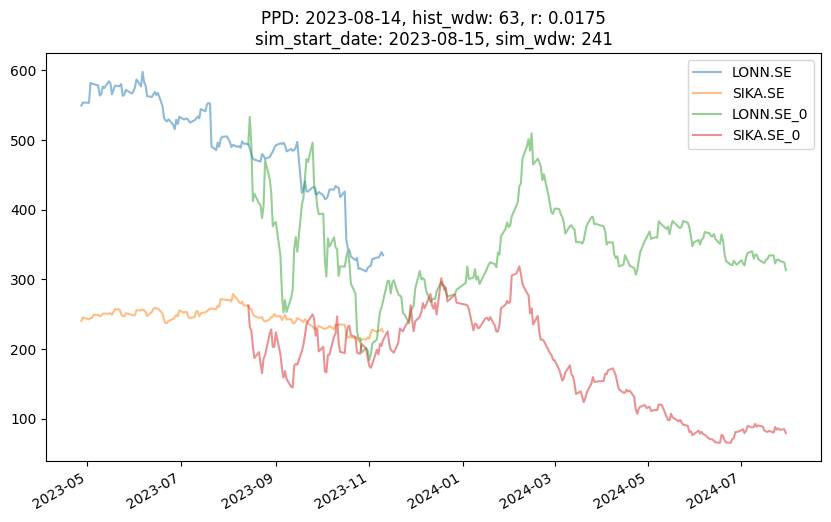 PPD: 2023-08-14, hist_wdw: 63, r: 0.0175
sim_start_date: 2023-08-15, sim_wdw: 241
LONN.SE
SIKA.SE
LONN.SE_0
SIKA.SE_0
600
500
400
300
200
100
2023-05
2023-07
2023-09
2023-11
2024-01
2024-03
2024-05
2024-07